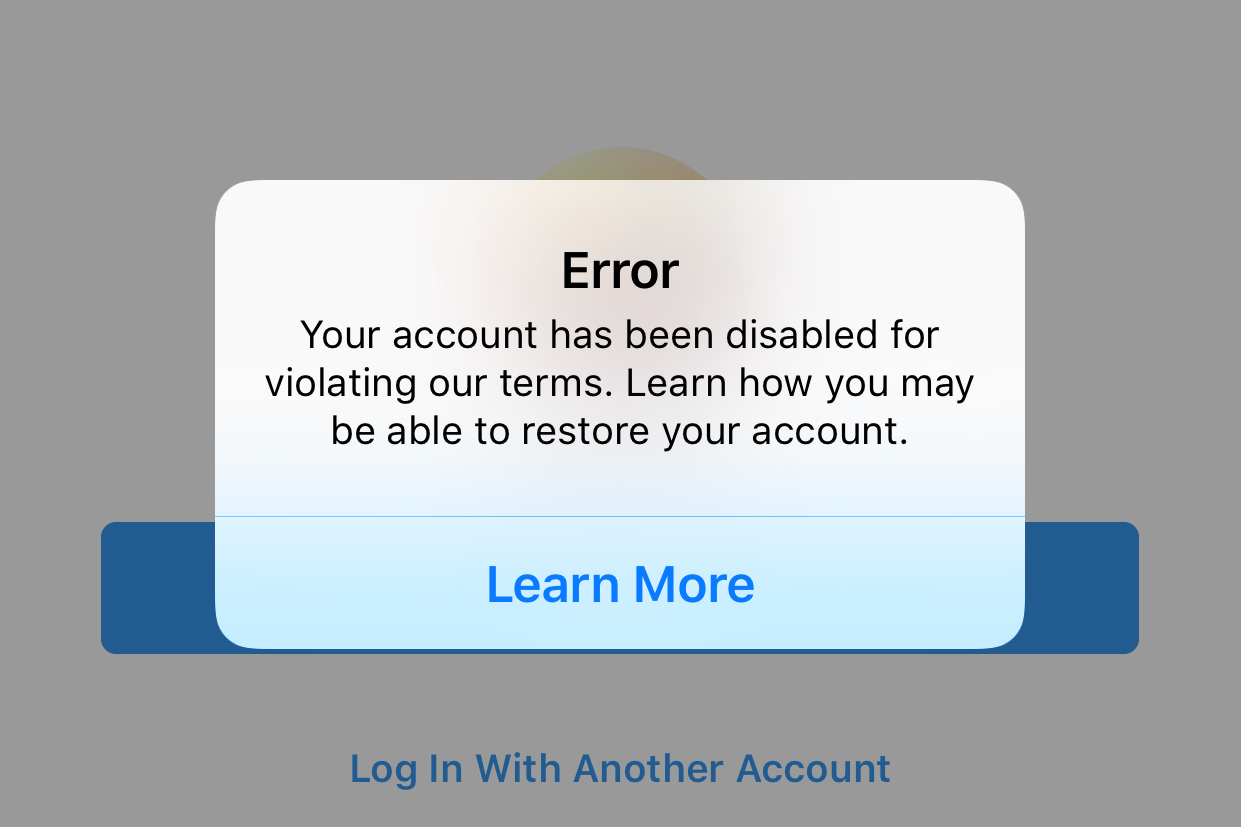 Error
Your account has been disabled for
violating our terms. Learn how you may
be able to restore your account.
Learn More
Log In With Another Account